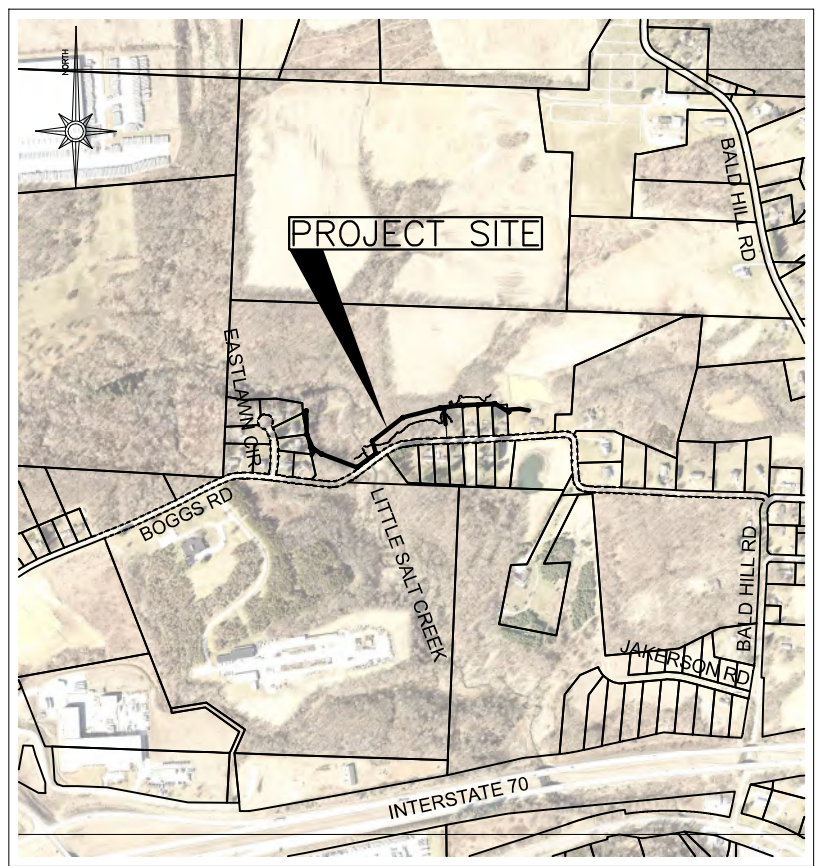 NORTH
BALD HILL RD
PROJECT SITE
EASTLAWN CIR
BOGGS RD
LITTLE SALT CREEK
BALD HILL RD
JAKERSON RD
INTERSTATE 70